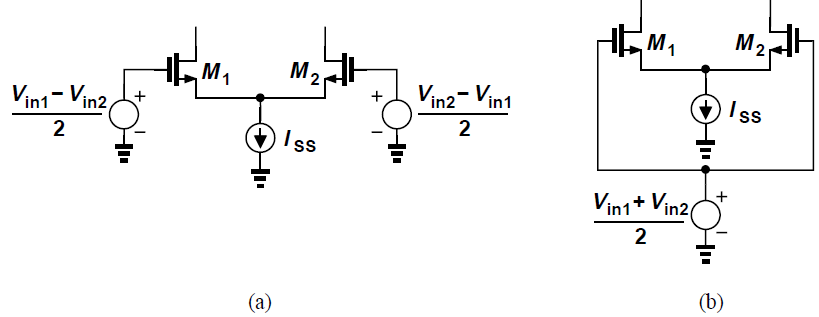 M1
M2
Vin1 − Vin2
2
+
−
ISS
+
−
Vin2 − Vin1
2
(a)
M1
M2
ISS
Vin1 + Vin2
2
+
−
(b)